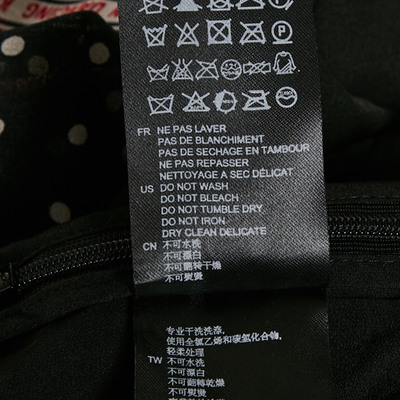 FR NE PAS LAVER
PAS DE BLANCHIMENT
PAS DE SECHAGE EN TAMBOUR
NE PAS REPASSER
NETTOYAGE A SEC DÉLICAT
US DO NOT WASH
DO NOT BLEACH
DO NOT TUMBLE DRY
DO NOT IRON
DRY CLEAN DELICATE
CN 不可水洗
不可漂白
不可翻转干燥
不可熨燙
专业干洗洗涤,
使用全氯乙烯和碳氢化合物,
轻柔处理
TW 不可水洗
不可漂白
不可翻轉乾燥
不可熨燙